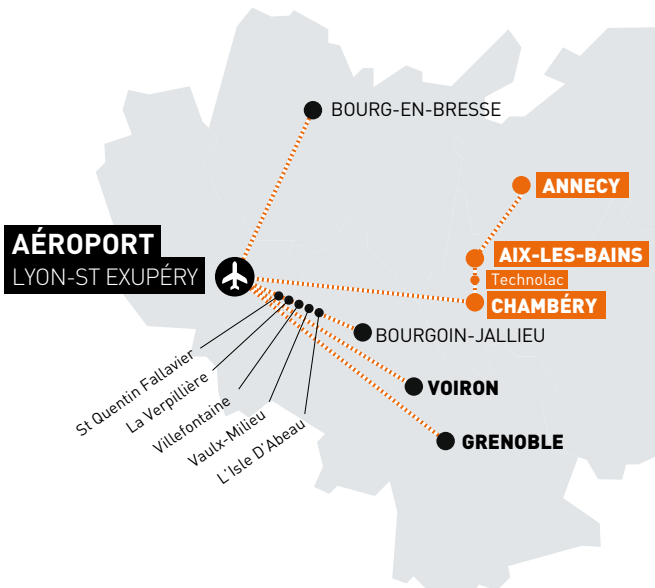 BOURG-EN-BRESSE
ANNECY
AÉROPORT
LYON-ST EXUPÉRY
AIX-LES-BAINS
Technolac
CHAMBÉRY
BOURGOIN-JALLIEU
St Quentin Fallavier
La Verpillière
Villefontaine
Vaulx-Milieu
L'Isle D'Abeau
VOIRON
GRENOBLE